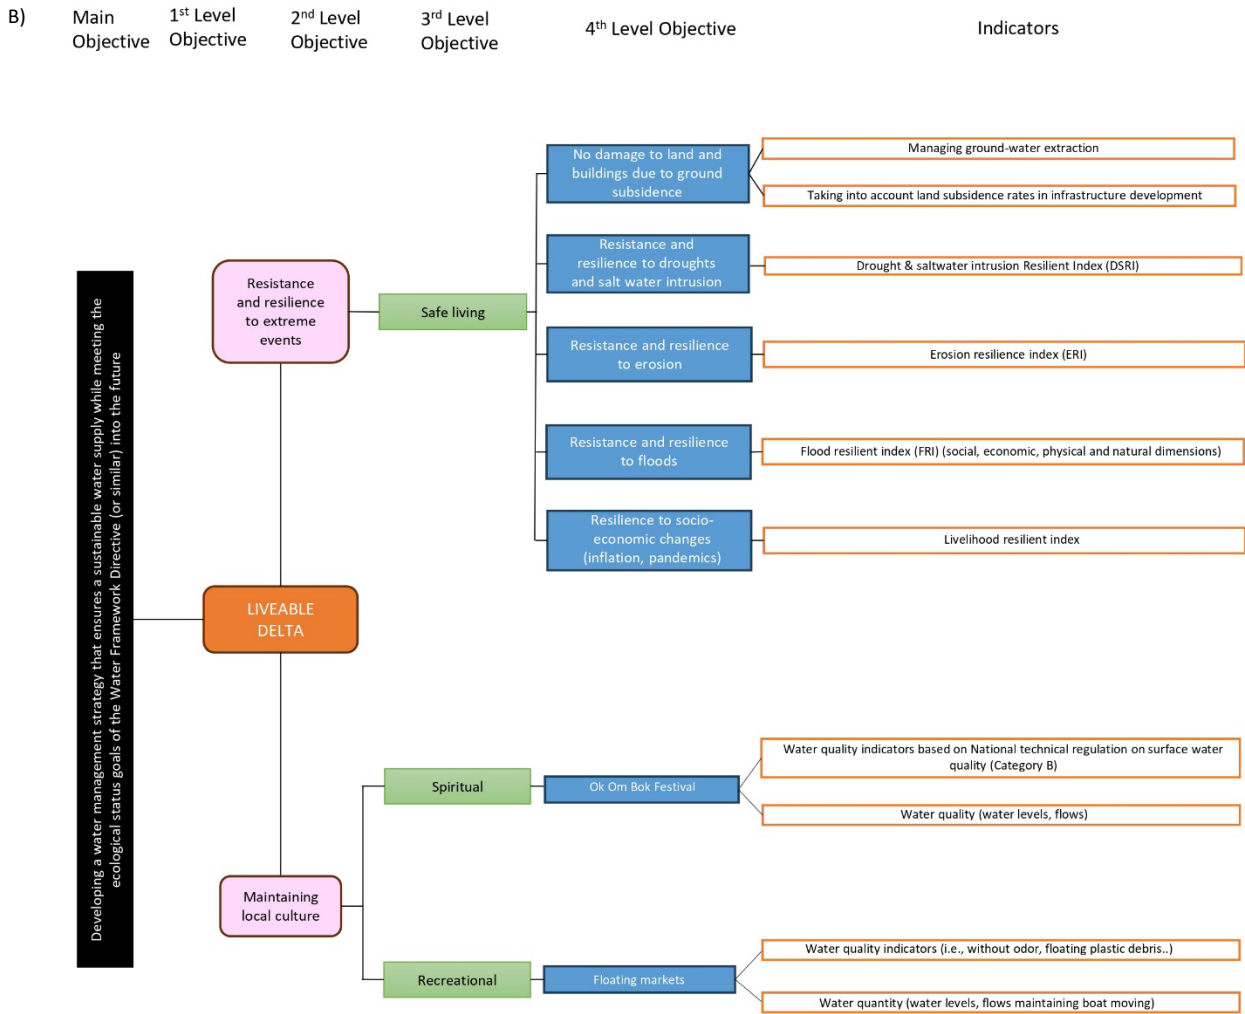 B)
Main
Objective
1st Level
Objective
2nd Level
Objective
3rd Level
Objective
4th Level Objective
Indicators
Developing a water management strategy that ensures a sustainable water supply while meeting the
ecological status goals of the Water Framework Directive (or similar) into the future
LIVEABLE
DELTA
Resistance
and resilience
to extreme
events
Safe living
No damage to land and
buildings due to ground
subsidence
Managing ground-water extraction
Taking into account land subsidence rates in infrastructure development
Resistance and
resilience to droughts
and salt water intrusion
Drought & saltwater intrusion Resilient Index (DSRI)
Resistance and resilience
to erosion
Erosion resilience index (ERI)
Resistance and resilience
to floods
Flood resilient index (FRI) (social, economic, physical and natural dimensions)
Resilience to socio-
economic changes
(inflation, pandemics)
Livelihood resilient index
Maintaining
local culture
Spiritual
Ok Om Bok Festival
Water quality indicators based on National technical regulation on surface water
quality (Category B)
Water quality (water levels, flows)
Recreational
Floating markets
Water quality indicators (i.e., without odor, floating plastic debris..)
Water quantity (water levels, flows maintaining boat moving)